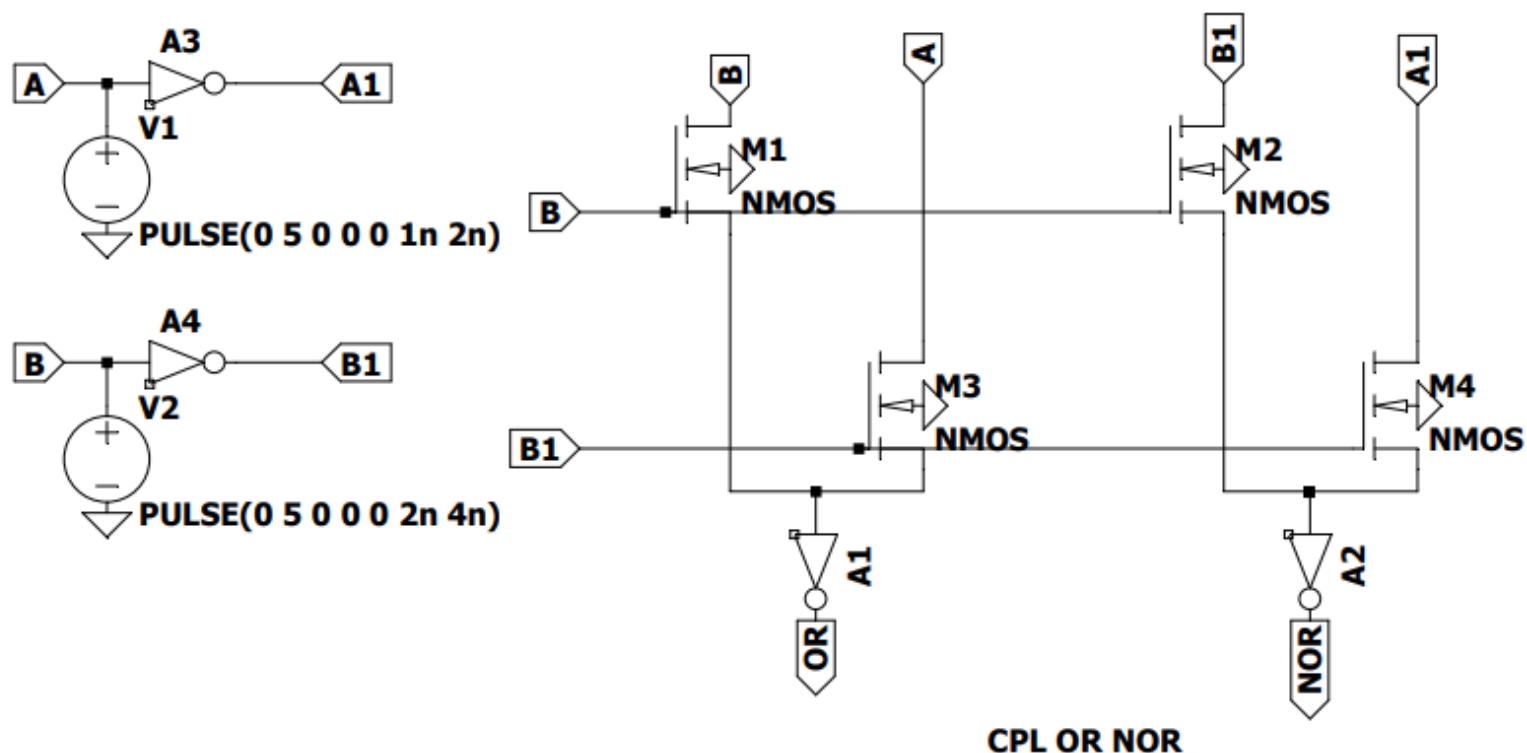 A3
A
A1
V1
PULSE(0 5 0 0 0 1n 2n)
A4
B
B1
V2
PULSE(0 5 0 0 0 2n 4n)
B
A
B1
A1
M1
NMOS
M2
NMOS
B
M3
NMOS
M4
NMOS
B1
A1
OR
A2
NOR
CPL OR NOR